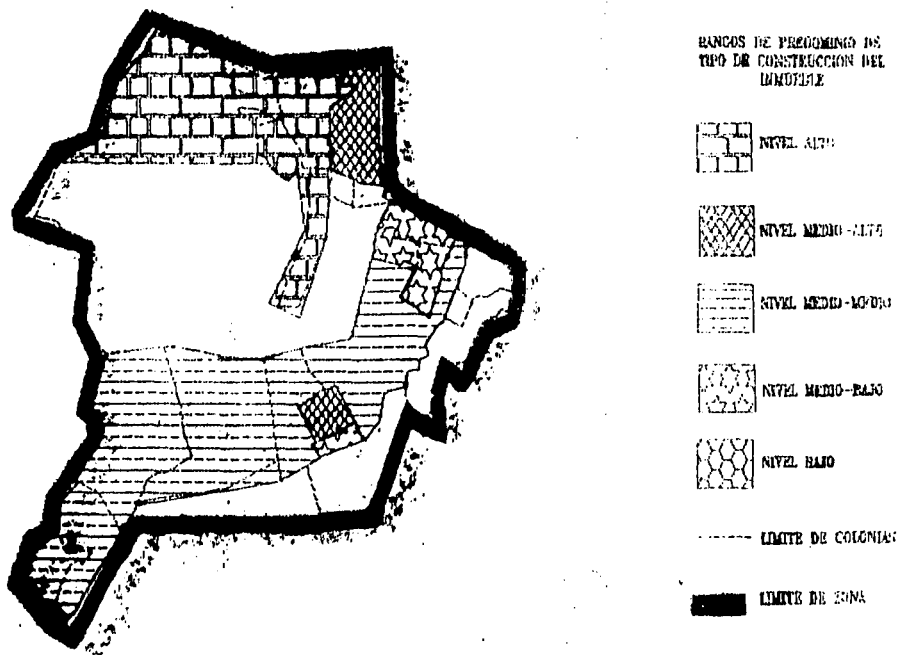 RANGOS DE PREDOMINIO DE
TIPO DE CONSTRUCCION DEL
INMUEBLE
NIVEL ALTO
NIVEL MEDIO-ALTO
NIVEL MEDIO-MEDIO
NIVEL MEDIO-BAJO
NIVEL BAJO
LIMITE DE COLONIAS
LIMITE DE ZONA